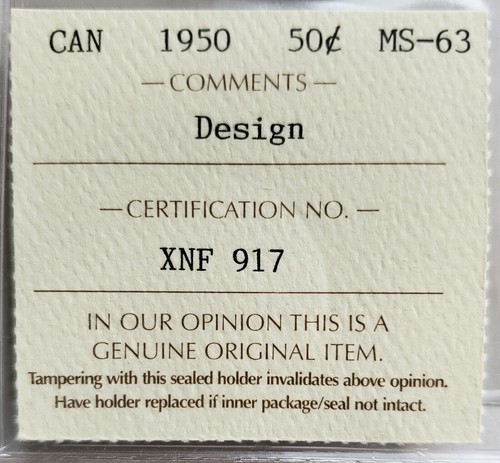 CAN 1950 50¢ MS-63
— COMMENTS —
Design
— CERTIFICATION NO. —
XNF 917
IN OUR OPINION THIS IS A
GENUINE ORIGINAL ITEM.
Tampering with this sealed holder invalidates above opinion.
Have holder replaced if inner package/seal not intact.